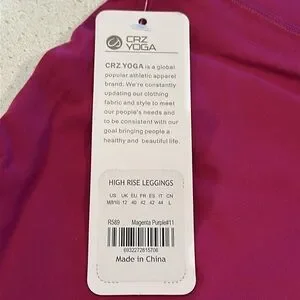 CRZ
YOGA
CRZ YOGA is a global
popular athletic apparel
brand. We're constantly
updating our clothing
fabric and style to meet
our people's needs and
to be consistent with our
goal bringing people a
healthy and beautiful life.
HIGH RISE LEGGINGS
US UK EU FR ES IT CN
M(8/10) 12 40 42 42 44 L
R589 Magenta Purple#11
6932272815706
Made in China